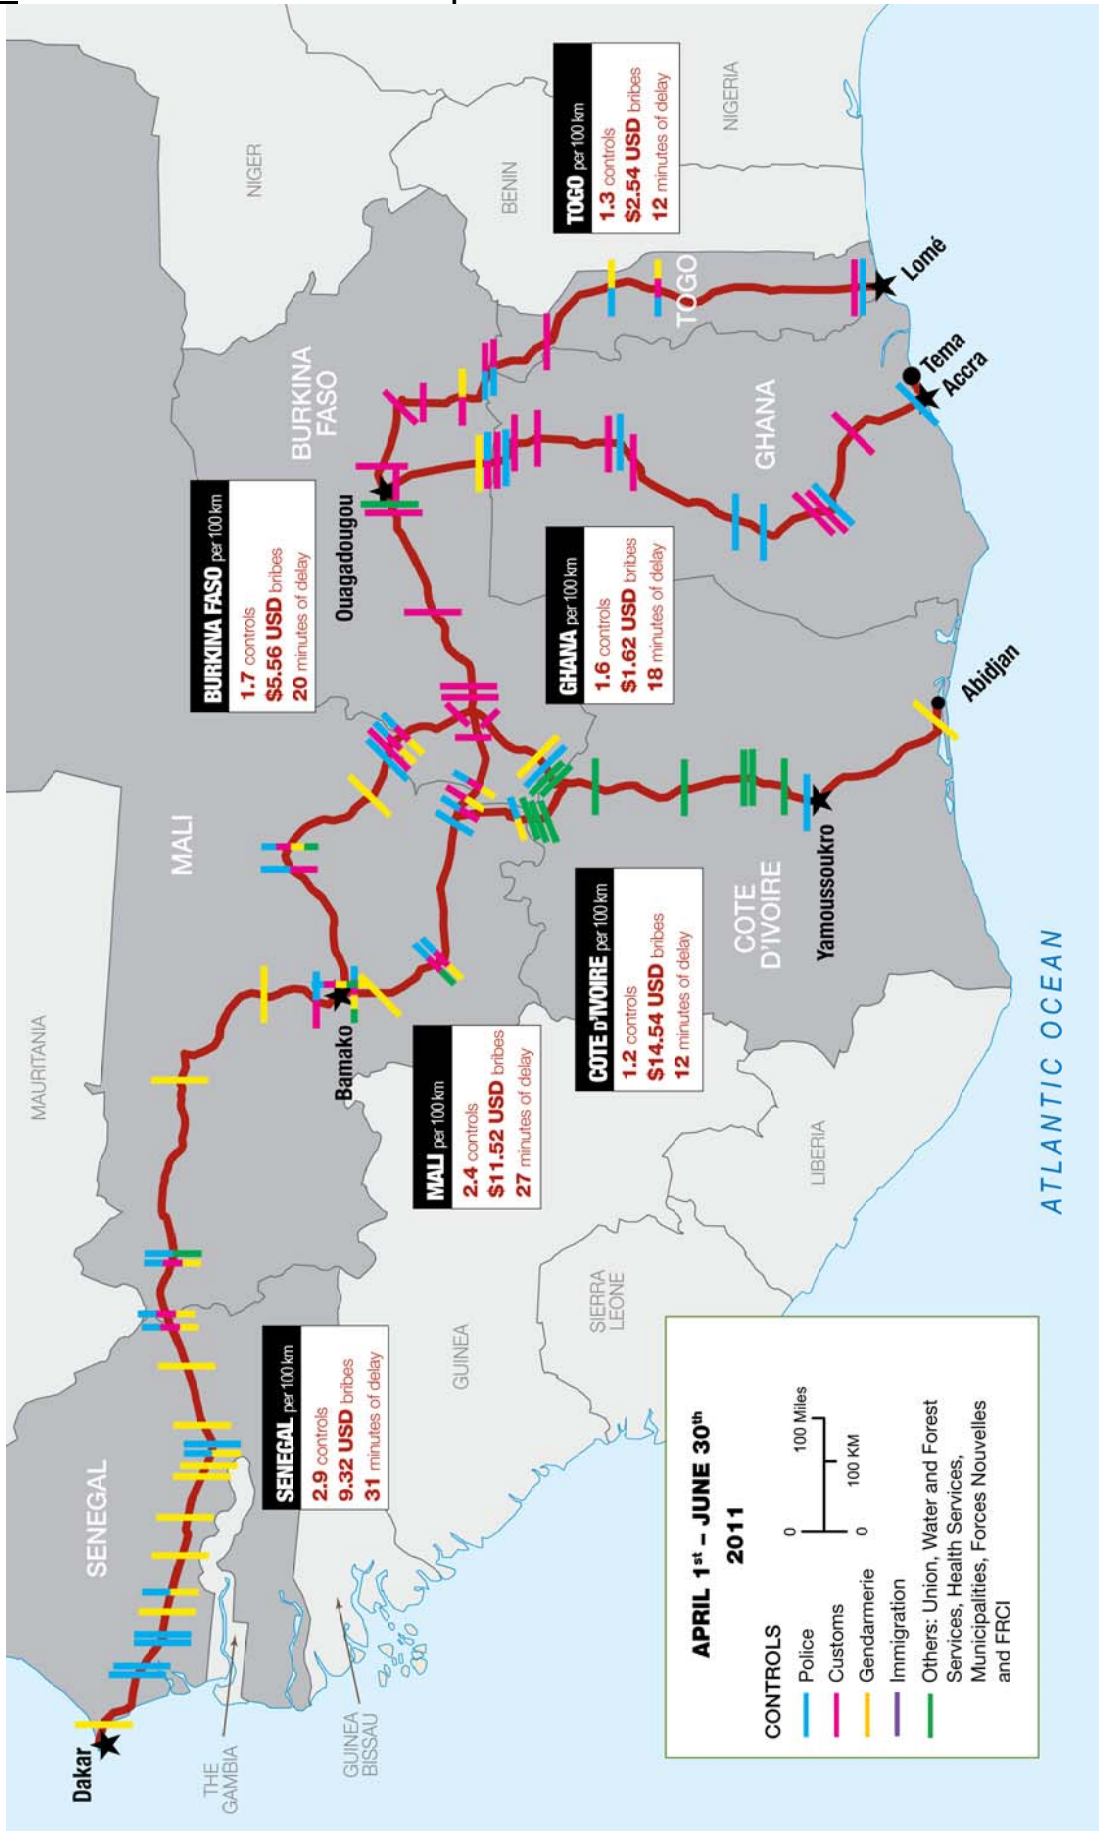 MAURITANIA
MALI
NIGER
SENEGAL
Dakar
THE
GAMBIA
GUINEA
BISSAU
GUINEA
SIERRA
LEONE
LIBERIA
Bamako
BURKINA
FASO
Ouagadougou
BENIN
NIGERIA
TOGO
GHANA
COTE
D'IVOIRE
Yamoussoukro
Abidjan
Tema
Accra
Lomé
ATLANTIC OCEAN
SENEGAL per 100 km
2.9 controls
9.32 USD bribes
31 minutes of delay
MALI per 100 km
2.4 controls
$11.52 USD bribes
27 minutes of delay
BURKINA FASO per 100 km
1.7 controls
$5.56 USD bribes
20 minutes of delay
COTE D'IVOIRE per 100 km
1.2 controls
$14.54 USD bribes
12 minutes of delay
GHANA per 100 km
1.6 controls
$1.62 USD bribes
18 minutes of delay
TOGO per 100 km
1.3 controls
$2.54 USD bribes
12 minutes of delay
APRIL 1st – JUNE 30th
2011
CONTROLS
Police
Customs
Gendarmerie
Immigration
Others: Union, Water and Forest
Services, Health Services,
Municipalities, Forces Nouvelles
and FRCI
0 100 Miles
0 100 KM